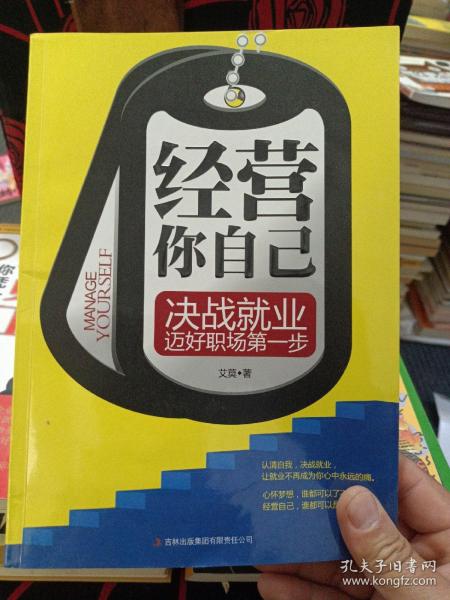 经营
你自己
MANAGE
YOURSELF
决战就业
迈好职场第一步
艾莫◆著
认清自我，决战就业，
让就业不再成为你心中永远的痛。
心怀梦想，谁都可以了
经营自己，谁都可以
吉林出版集团有限责任公司
你
孔夫子旧书网
www.kongfz.com